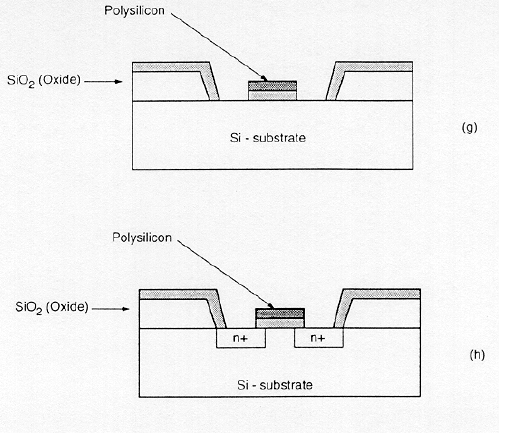 Polysilicon
SiO2 (Oxide)
(g)
Si - substrate
Polysilicon
SiO2 (Oxide)
n+ n+
(h)
Si - substrate